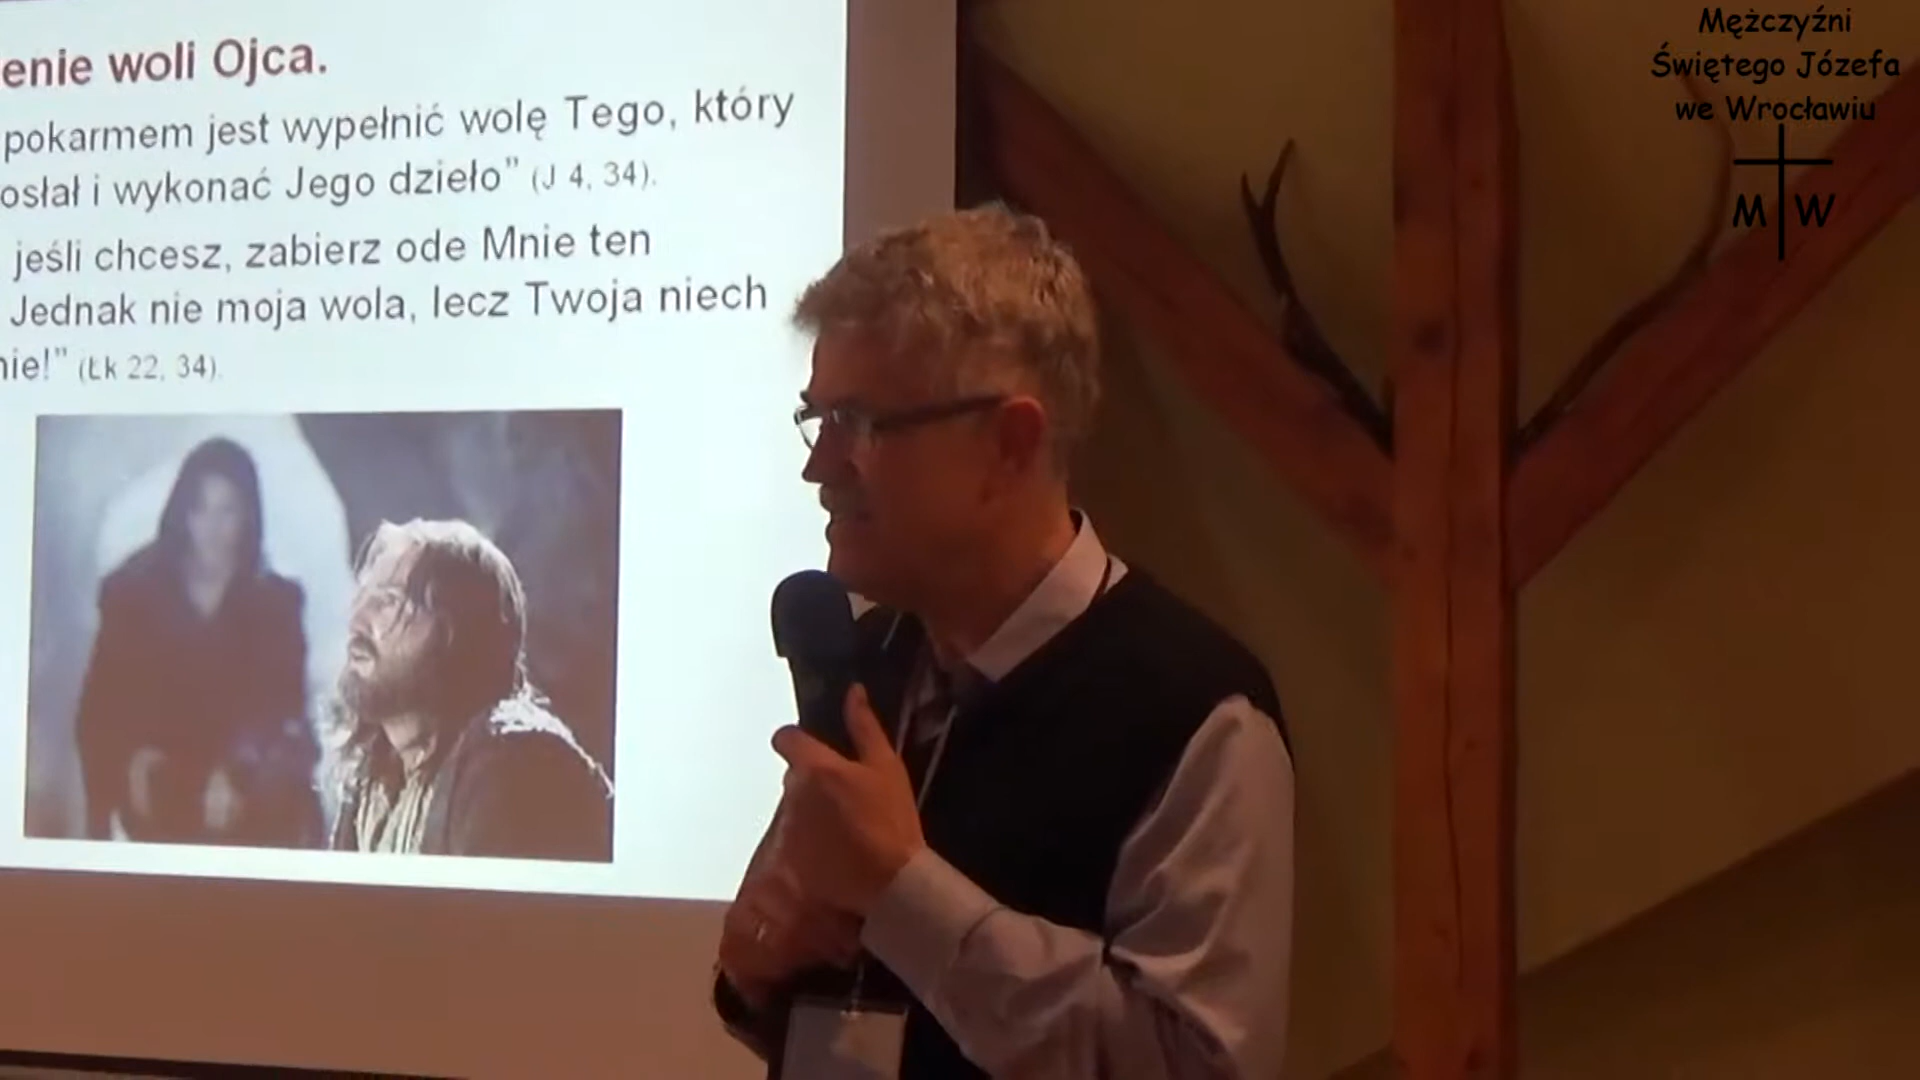 enie woli Ojca.
pokarmem jest wypełnić wolę Tego, który
osłał i wykonać Jego dzieło" (J 4, 34).
jeśli chcesz, zabierz ode Mnie ten
Jednak nie moja wola, lecz Twoja niech
nie!" (Łk 22, 34).
Mężczyźni
Świętego Józefa
we Wrocławiu
M W